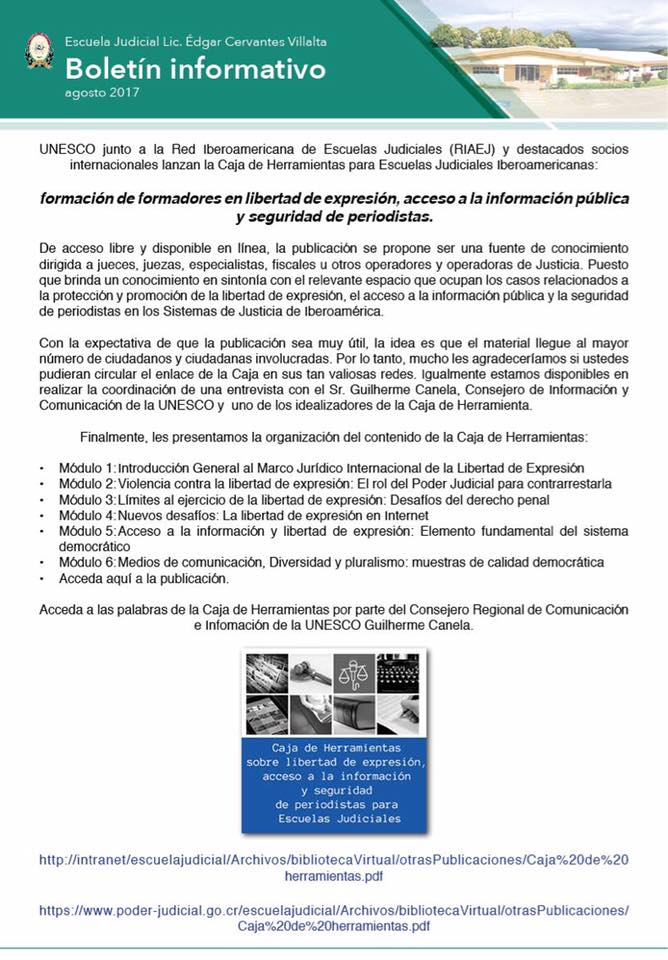 Escuela Judicial Lic. Édgar Cervantes Villalta
Boletín informativo
agosto 2017
UNESCO junto a la Red Iberoamericana de Escuelas Judiciales (RIAEJ) y destacados socios
internacionales lanzan la Caja de Herramientas para Escuelas Judiciales Iberoamericanas:
formación de formadores en libertad de expresión, acceso a la información pública
y seguridad de periodistas.
De acceso libre y disponible en línea, la publicación se propone ser una fuente de conocimiento
dirigida a jueces, juezas, especialistas, fiscales u otros operadores y operadoras de Justicia. Puesto
que brinda un conocimiento en sintonía con el relevante espacio que ocupan los casos relacionados a
la protección y promoción de la libertad de expresión, el acceso a la información pública y la seguridad
de periodistas en los Sistemas de Justicia de Iberoamérica.
Con la expectativa de que la publicación sea muy útil, la idea es que el material llegue al mayor
número de ciudadanos y ciudadanas involucradas. Por lo tanto, mucho les agradeceríamos si ustedes
pudieran circular el enlace de la Caja en sus tan valiosas redes. Igualmente estamos disponibles en
realizar la coordinación de una entrevista con el Sr. Guilherme Canela, Consejero de Información y
Comunicación de la UNESCO y uno de los idealizadores de la Caja de Herramienta.
Finalmente, les presentamos la organización del contenido de la Caja de Herramientas:
• Módulo 1: Introducción General al Marco Jurídico Internacional de la Libertad de Expresión
• Módulo 2: Violencia contra la libertad de expresión: El rol del Poder Judicial para contrarrestarla
• Módulo 3: Límites al ejercicio de la libertad de expresión: Desafíos del derecho penal
• Módulo 4: Nuevos desafíos: La libertad de expresión en Internet
• Módulo 5: Acceso a la información y libertad de expresión: Elemento fundamental del sistema
democrático
• Módulo 6: Medios de comunicación, Diversidad y pluralismo: muestras de calidad democrática
• Acceda aquí a la publicación.
Acceda a las palabras de la Caja de Herramientas por parte del Consejero Regional de Comunicación
e Infomación de la UNESCO Guilherme Canela.
Caja de Herramientas
sobre libertad de expresión,
acceso a la información
y seguridad
de periodistas para
Escuelas Judiciales
http://intranet/escuelajudicial/Archivos/bibliotecaVirtual/otrasPublicaciones/Caja%20de%20
herramientas.pdf
https://www.poder-judicial.go.cr/escuelajudicial/Archivos/bibliotecaVirtual/otrasPublicaciones/
Caja%20de%20herramientas.pdf